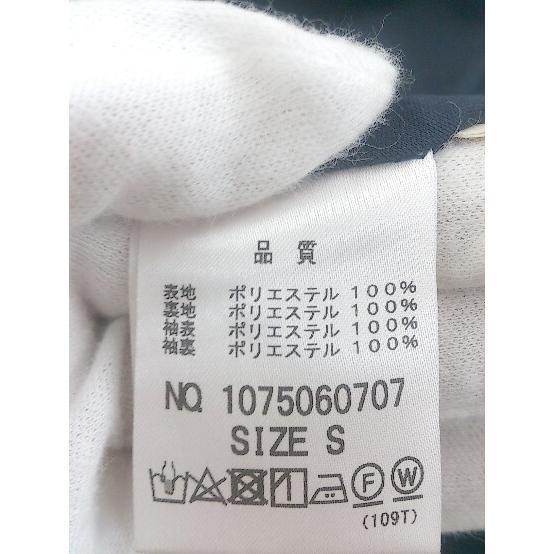 品 質
表地 ポリエステル 100%
裏地 ポリエステル 100%
袖表 ポリエステル 100%
袖裏 ポリエステル 100%
NO. 1075060707
SIZE S
F W
(109T)